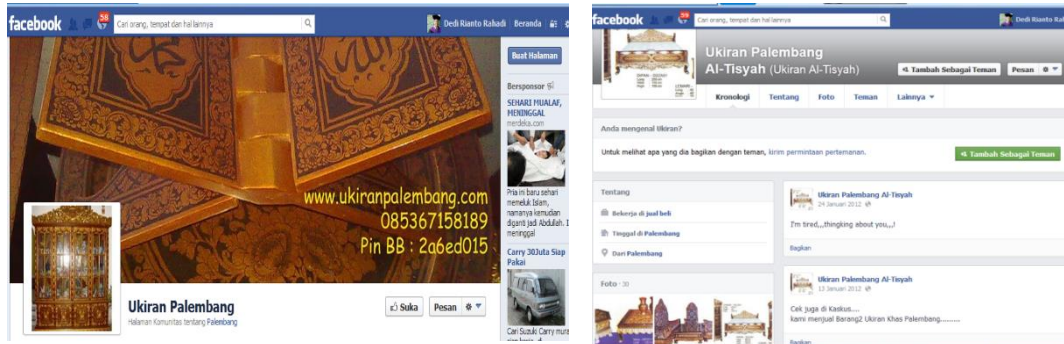 facebook
58
Cari orang, tempat dan hal lainnya
Dedi Rianto Rahadi Beranda
Buat Halaman
Bersponsor
SEHARI MUALAF,
MENINGGAL
merdeka.com
Pria ini baru sehari
memeluk Islam,
namanya kemudian
diganti jadi Abdullah. I
meninggal
Carry 30Juta Siap
Pakai
Cari Suzuki Carry mura
www.ukiranpalembang.com
085367158189
Pin BB : 2a6ed015
Ukiran Palembang
Halaman Komunitas tentang Palembang
Suka Pesan
facebook
59
Cari orang, tempat dan hal lainnya
Dedi Rianto Ral
Ukiran Palembang
Al-Tisyah (Ukiran Al-Tisyah)
Tambah Sebagai Teman Pesan
Kronologi Tentang Foto Teman Lainnya
Anda mengenal Ukiran?
Untuk melihat apa yang dia bagikan dengan teman, kirim permintaan pertemanan.
Tambah Sebagai Teman
Tentang
Bekerja di jual beli
Tinggal di Palembang
Dari Palembang
Foto · 30
Ukiran Palembang Al-Tisyah
24 Januari 2012
I'm tired,,,thingking about you,,,!
Bagikan
Ukiran Palembang Al-Tisyah
13 Januari 2012
Cek juga di Kaskus....
kami menjual Barang2 Ukiran Khas Palembang..........
Bagikan